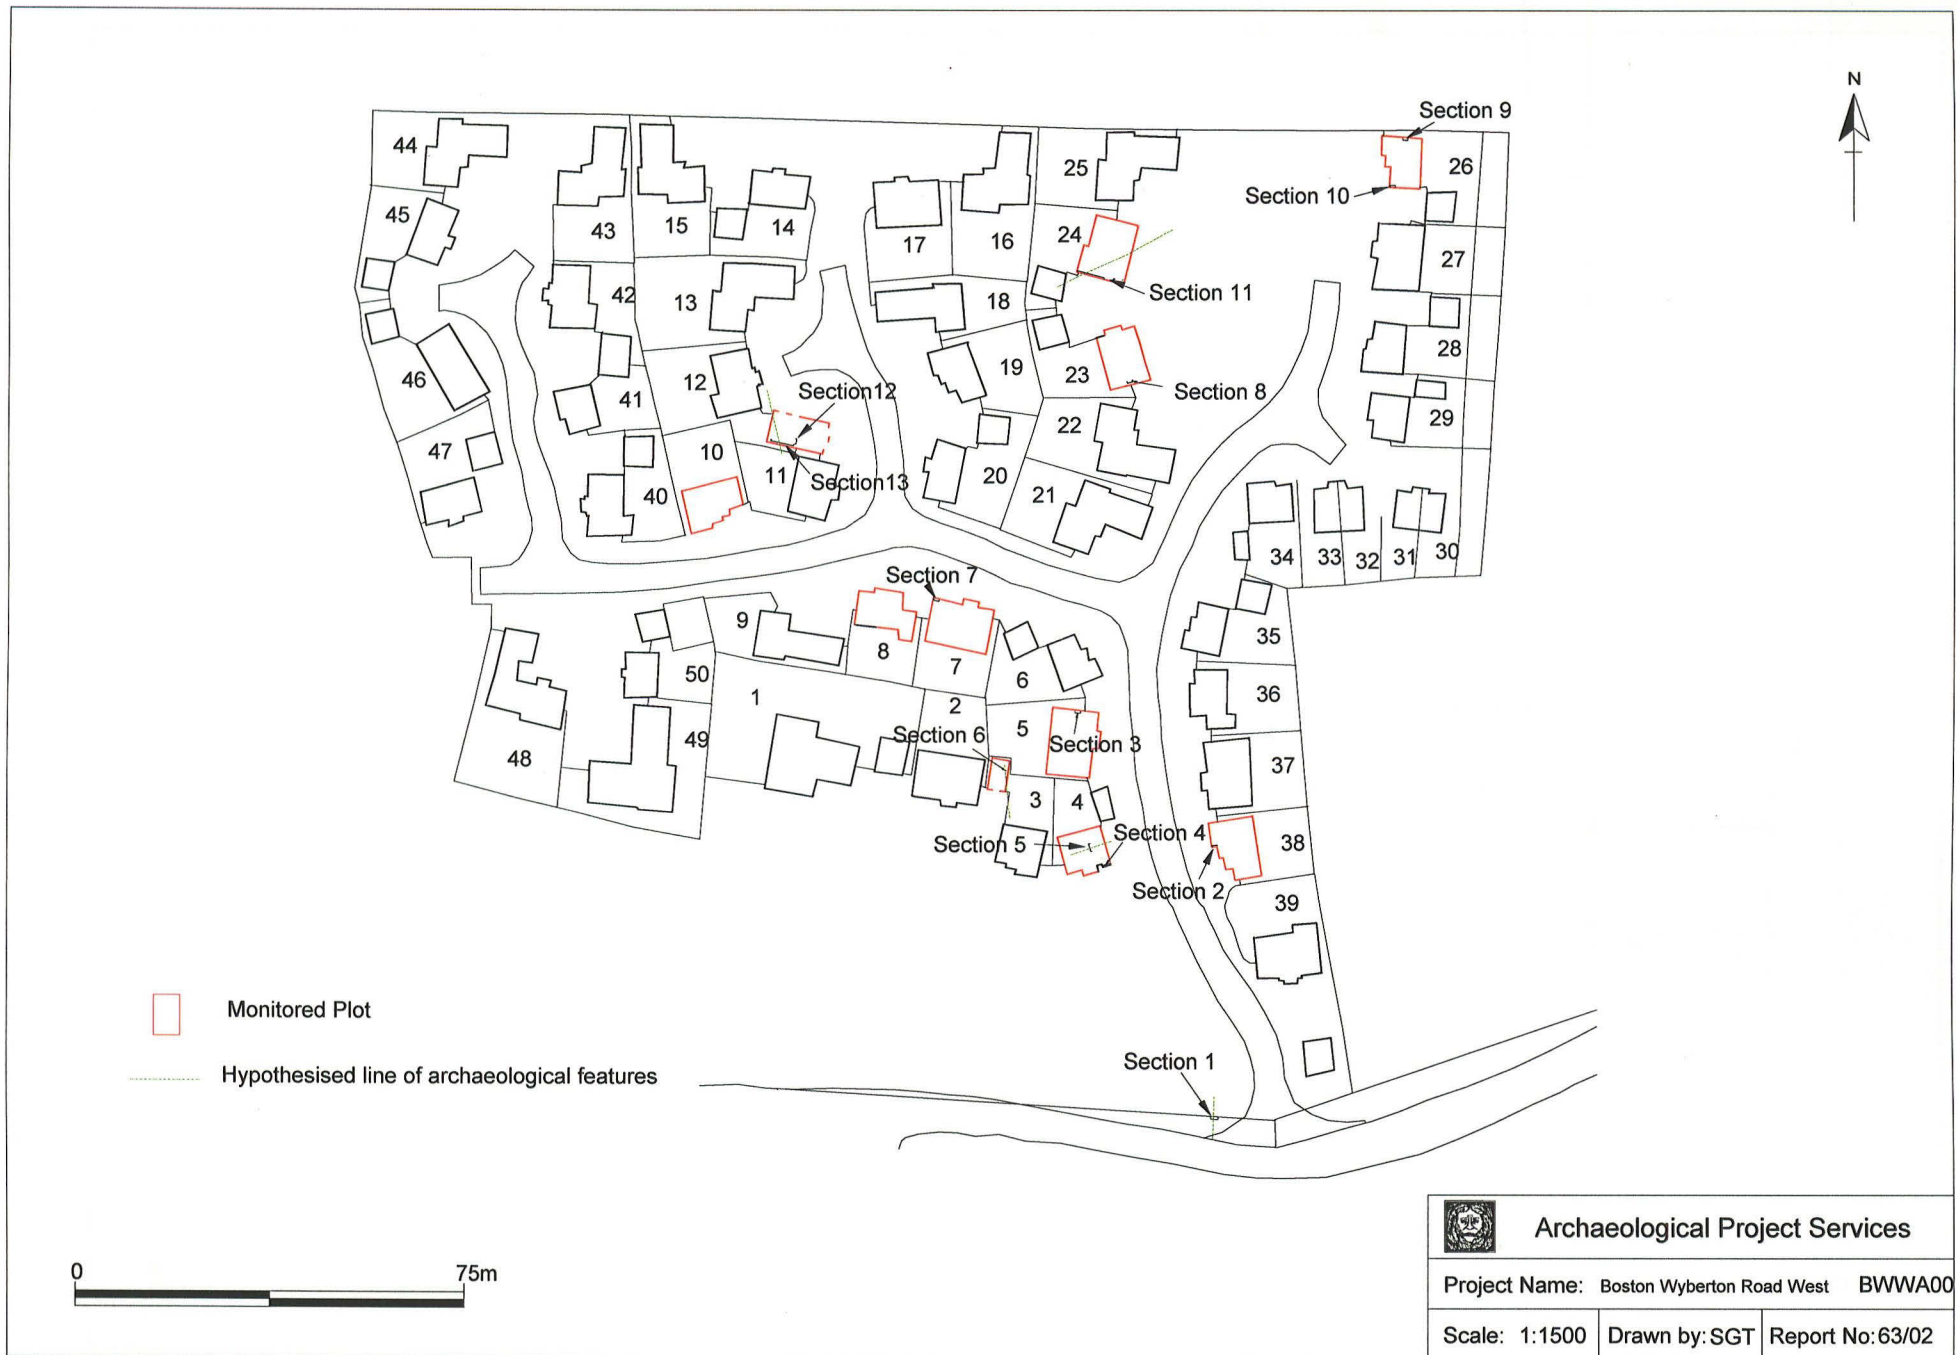 N
Section 9
44
25
26
Section 10
45
43
15
14
17
16
24
27
42
13
18
Section 11
28
46
12
41
Section12
19
23
Section 8
29
22
47
10
11
Section13
40
20
21
34
33
32
31
30
Section 7
9
8
7
6
35
50
1
2
5
36
Section 6
Section 3
49
48
3
4
37
Section 5
Section 4
38
Section 2
39
Monitored Plot
Section 1
Hypothesised line of archaeological features
0
75m
Archaeological Project Services
Project Name: Boston Wyberton Road West BWWA00
Scale: 1:1500 Drawn by: SGT Report No: 63/02